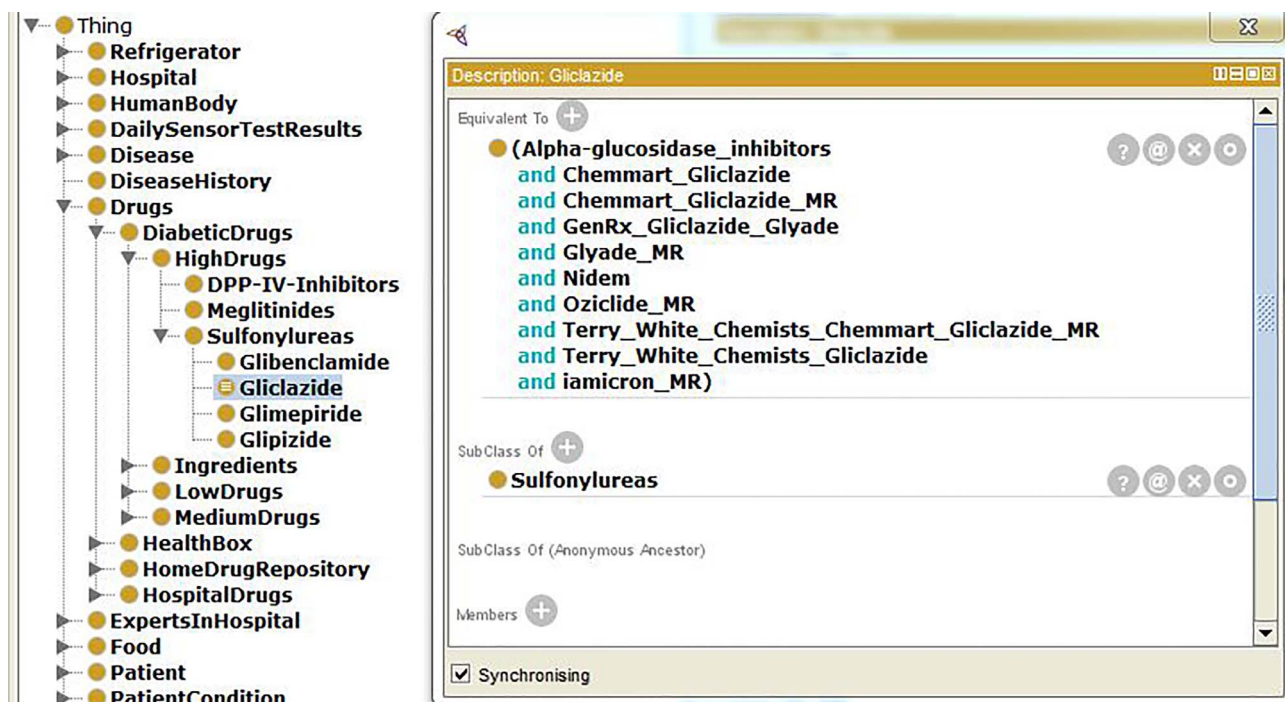 Thing
Refrigerator
Hospital
HumanBody
DailySensorTestResults
Disease
DiseaseHistory
Drugs
DiabeticDrugs
HighDrugs
DPP-IV-Inhibitors
Meglitinides
Sulfonylureas
Glibenclamide
Gliclazide
Glimepiride
Glipizide
Ingredients
LowDrugs
MediumDrugs
HealthBox
HomeDrugRepository
HospitalDrugs
ExpertsInHospital
Food
Patient
PatientCondition
Description: Gliclazide
Equivalent To
(Alpha-glucosidase_inhibitors
and Chemmart_Gliclazide
and Chemmart_Gliclazide_MR
and GenRx_Gliclazide_Glyade
and Glyade_MR
and Nidem
and Oziclide_MR
and Terry_White_Chemists_Chemmart_Gliclazide_MR
and Terry_White_Chemists_Gliclazide
and iamicron_MR)
SubClass Of
Sulfonylureas
SubClass Of (Anonymous Ancestor)
Members
Synchronising